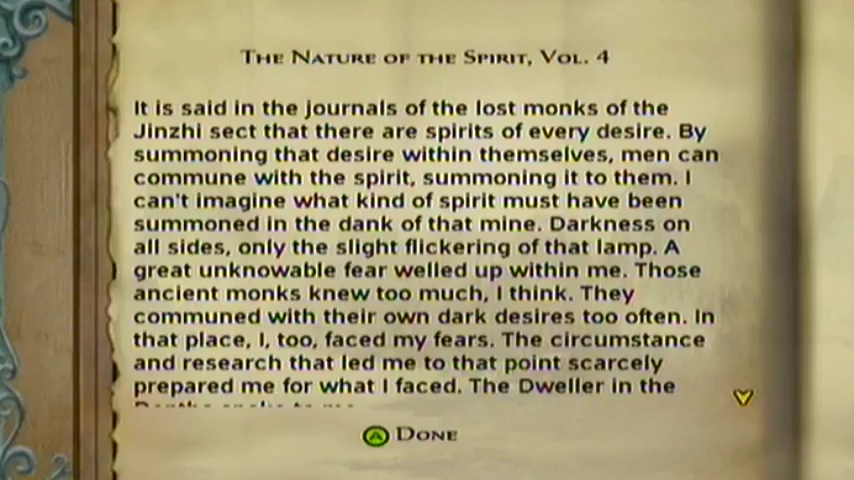 The Nature of the Spirit, Vol. 4
It is said in the journals of the lost monks of the
Jinzhi sect that there are spirits of every desire. By
summoning that desire within themselves, men can
commune with the spirit, summoning it to them. I
can't imagine what kind of spirit must have been
summoned in the dank of that mine. Darkness on
all sides, only the slight flickering of that lamp. A
great unknowable fear welled up within me. Those
ancient monks knew too much, I think. They
communed with their own dark desires too often. In
that place, I, too, faced my fears. The circumstance
and research that led me to that point scarcely
prepared me for what I faced. The Dweller in the
A Done